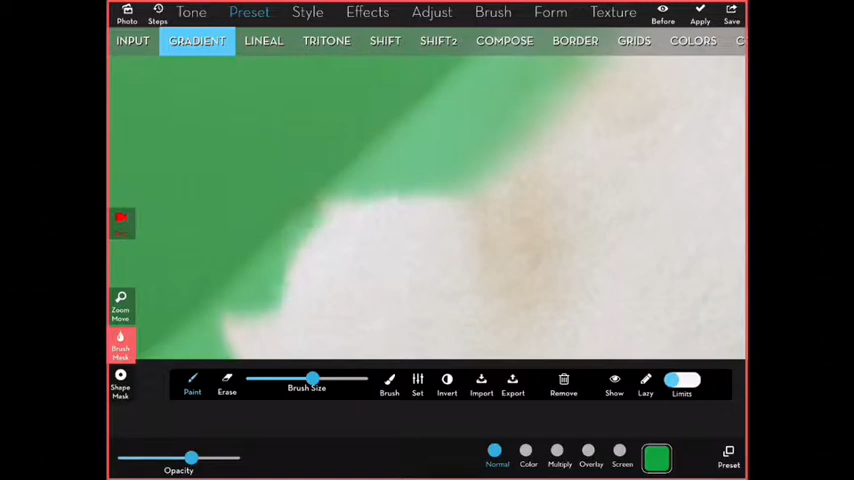 Photo Steps Tone Preset Style Effects Adjust Brush Form Texture Before Apply Save
INPUT GRADIENT LINEAL TRITONE SHIFT SHIFT2 COMPOSE BORDER GRIDS COLORS C
Zoom
Move
Brush
Mask
Shape
Mask
Paint Erase Brush Size Brush Set Invert Import Export Remove Show Lazy Limits
Opacity Normal Color Multiply Overlay Screen Preset